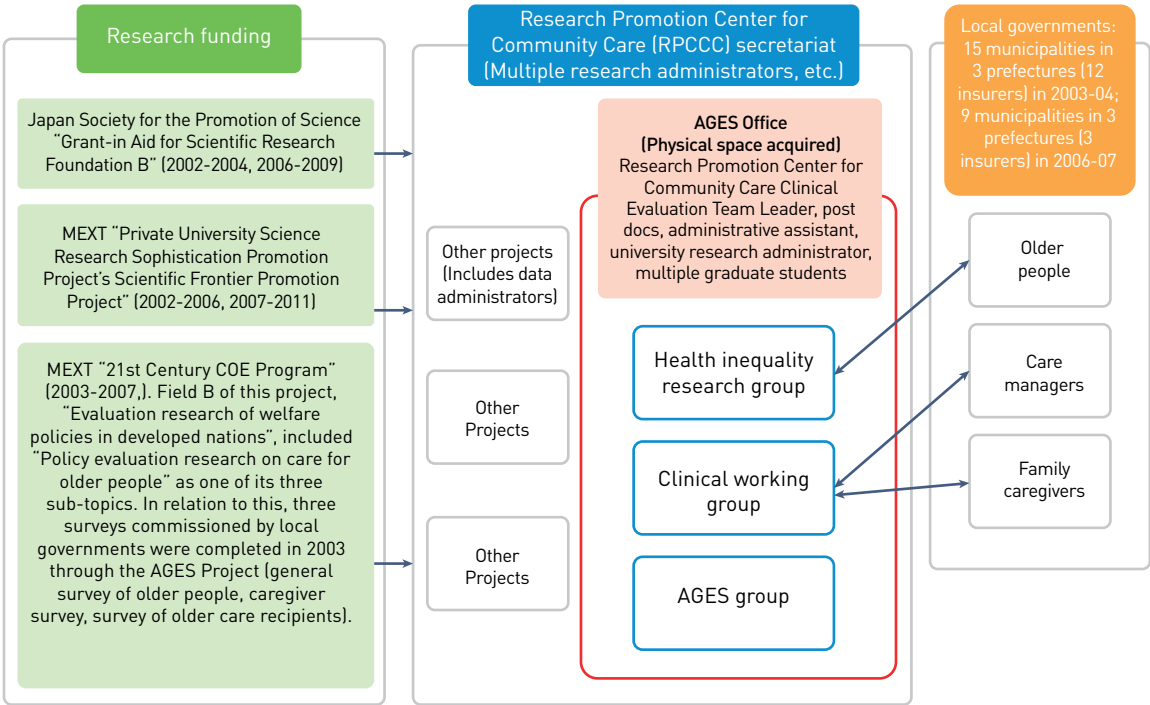 Research funding
Japan Society for the Promotion of Science
“Grant-in Aid for Scientific Research
Foundation B” (2002-2004, 2006-2009)
MEXT “Private University Science
Research Sophistication Promotion
Project’s Scientific Frontier Promotion
Project” (2002-2006, 2007-2011)
MEXT “21st Century COE Program”
(2003-2007,). Field B of this project,
“Evaluation research of welfare
policies in developed nations”, included
“Policy evaluation research on care for
older people” as one of its three
sub-topics. In relation to this, three
surveys commissioned by local
governments were completed in 2003
through the AGES Project (general
survey of older people, caregiver
survey, survey of older care recipients).
Research Promotion Center for
Community Care (RPCCC) secretariat
(Multiple research administrators, etc.)
Other projects
(Includes data
administrators)
Other
Projects
Other
Projects
AGES Office
(Physical space acquired)
Research Promotion Center for
Community Care Clinical
Evaluation Team Leader, post
docs, administrative assistant,
university research administrator,
multiple graduate students
Health inequality
research group
Clinical working
group
AGES group
Local governments:
15 municipalities in
3 prefectures (12
insurers) in 2003-04;
9 municipalities in 3
prefectures (3
insurers) in 2006-07
Older
people
Care
managers
Family
caregivers